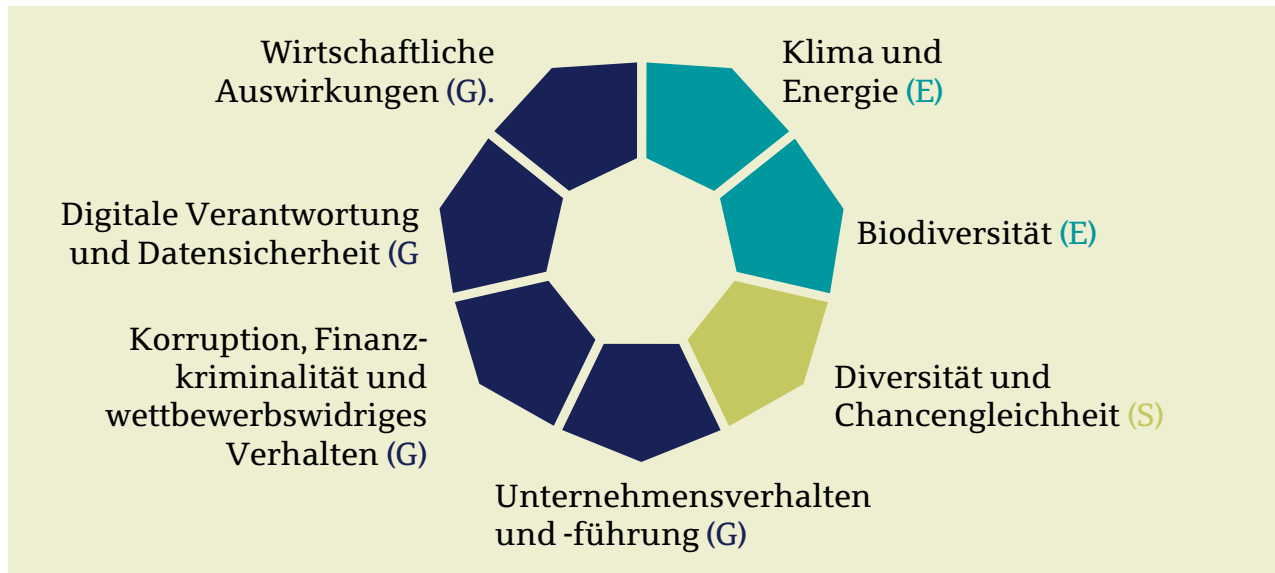 Wirtschaftliche
Auswirkungen (G).
Klima und
Energie (E)
Digitale Verantwortung
und Datensicherheit (G
Biodiversität (E)
Korruption, Finanz-
kriminalität und
wettbewerbswidriges
Verhalten (G)
Diversität und
Chancengleichheit (S)
Unternehmensverhalten
und -führung (G)